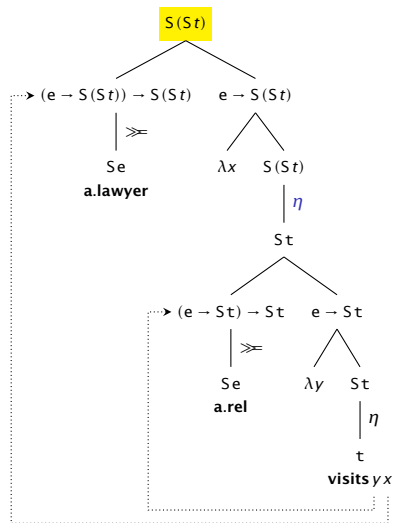 S(St)
(e → S(St)) → S(St) e → S(St)
≫=
Se λx S(St)
a.lawyer
η
St
(e → St) → St e → St
≫=
Se λy St
a.rel
η
t
visits y x